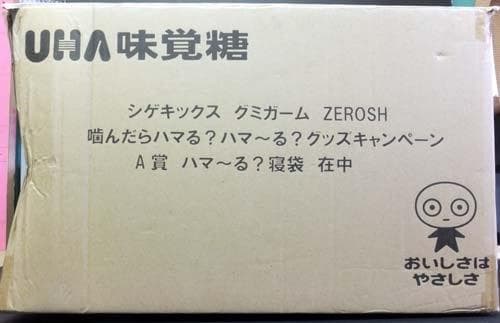 UHA味覚糖
シゲキックス グミガーム ZEROSH
噛んだらハマる?ハマ〜る?グッズキャンペーン
A賞 ハマ〜る?寝袋 在中
おいしさは
やさしさ